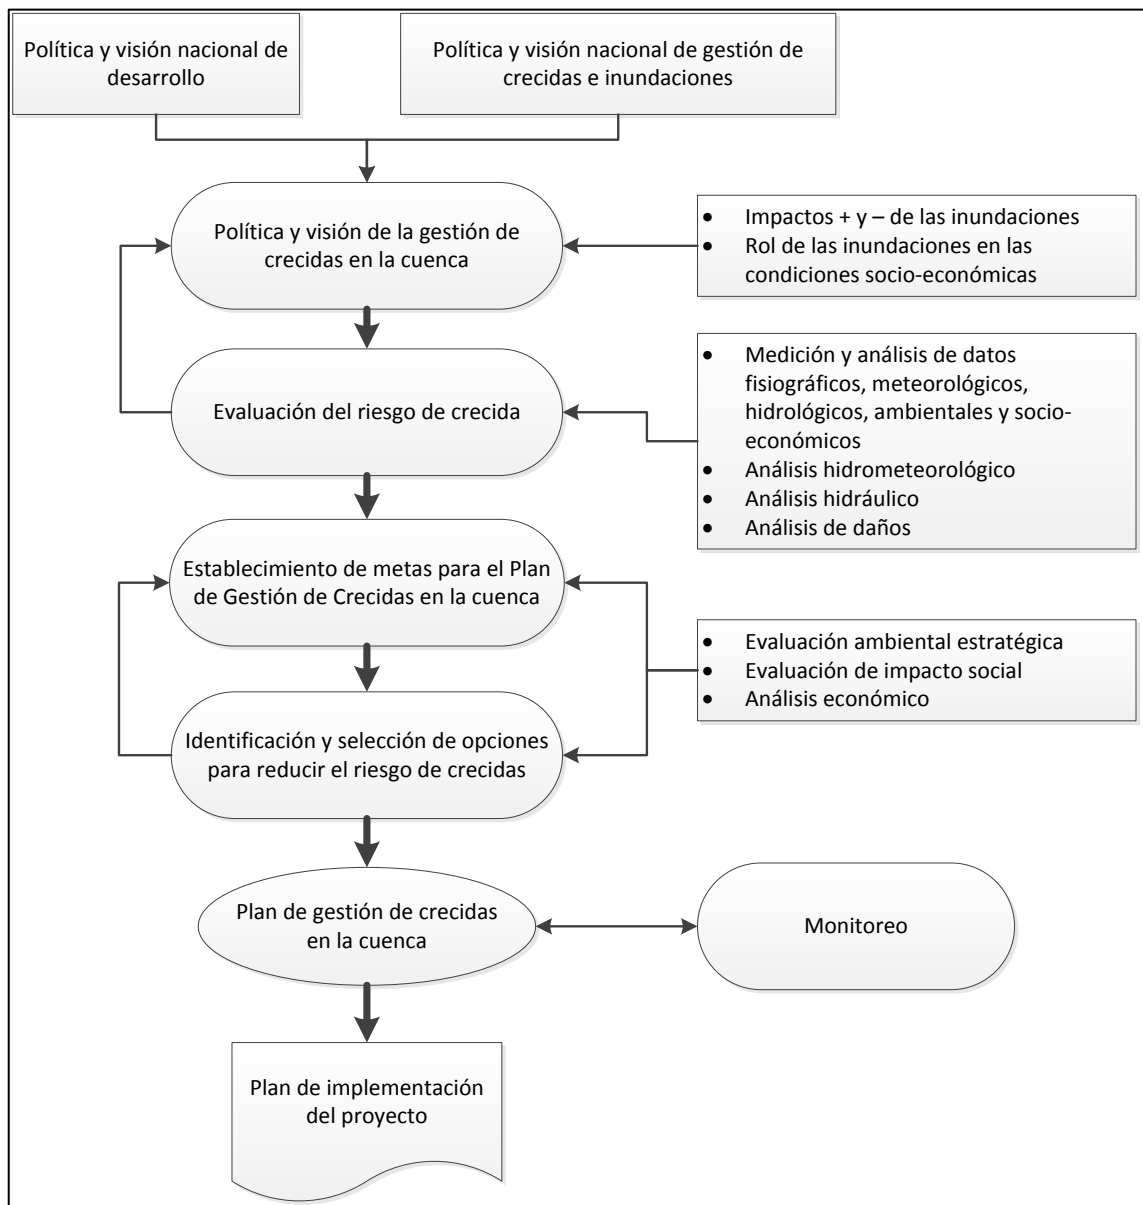 Política y visión nacional de
desarrollo
Política y visión nacional de gestión de
crecidas e inundaciones
Política y visión de la gestión de
crecidas en la cuenca
• Impactos + y – de las inundaciones
• Rol de las inundaciones en las
condiciones socio-económicas
Evaluación del riesgo de crecida
• Medición y análisis de datos
fisiográficos, meteorológicos,
hidrológicos, ambientales y socio-
económicos
• Análisis hidrometeorológico
• Análisis hidráulico
• Análisis de daños
Establecimiento de metas para el Plan
de Gestión de Crecidas en la cuenca
• Evaluación ambiental estratégica
• Evaluación de impacto social
• Análisis económico
Identificación y selección de opciones
para reducir el riesgo de crecidas
Plan de gestión de crecidas
en la cuenca
Monitoreo
Plan de implementación
del proyecto